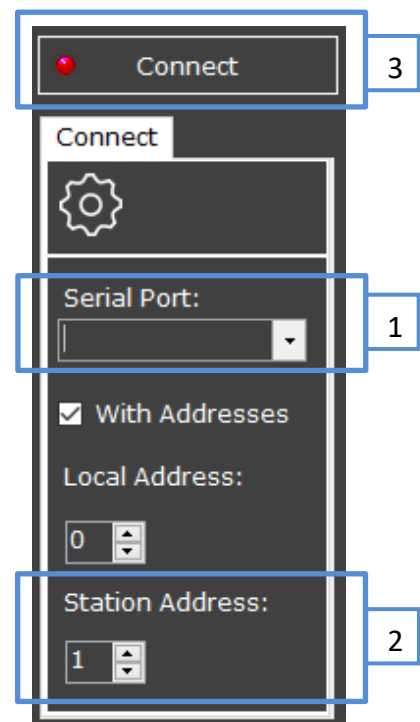 Connect
3
Connect
Serial Port:
1
With Addresses
Local Address:
0
Station Address:
1
2